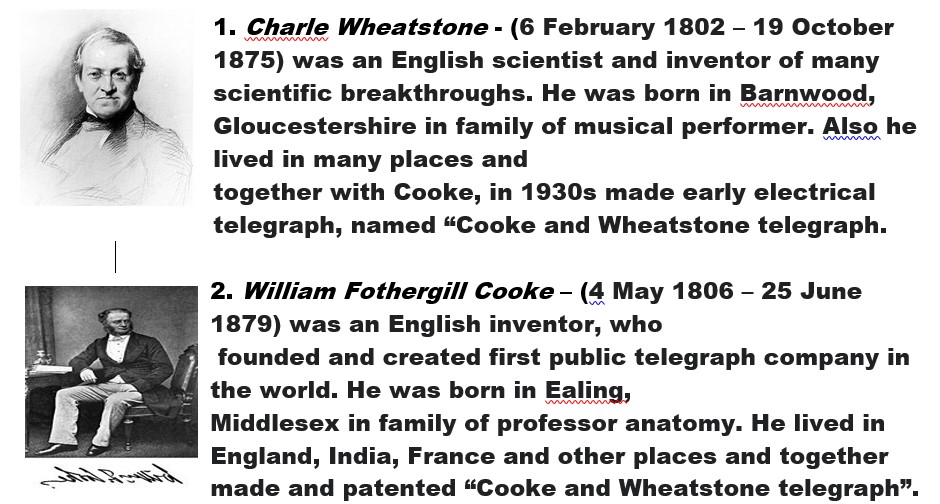 1. Charle Wheatstone - (6 February 1802 – 19 October
1875) was an English scientist and inventor of many
scientific breakthroughs. He was born in Barnwood,
Gloucestershire in family of musical performer. Also he
lived in many places and
together with Cooke, in 1930s made early electrical
telegraph, named “Cooke and Wheatstone telegraph.
2. William Fothergill Cooke – (4 May 1806 – 25 June
1879) was an English inventor, who
founded and created first public telegraph company in
the world. He was born in Ealing,
Middlesex in family of professor anatomy. He lived in
England, India, France and other places and together
made and patented “Cooke and Wheatstone telegraph”.